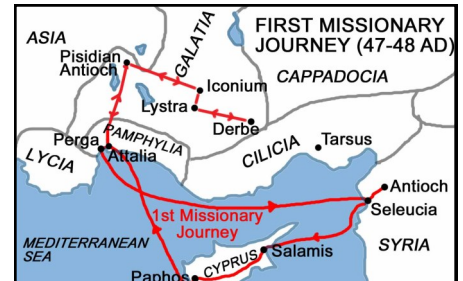 FIRST MISSIONARY
JOURNEY (47-48 AD)
ASIA
GALATIA
Pisidian
Antioch
CAPPADOCIA
Iconium
Lystra
Derbe
PAMPHYLIA
Perga
Attalia
LYCIA
CILICIA
Tarsus
Antioch
Seleucia
1st Missionary
Journey
MEDITERRANEAN
SEA
CYPRUS
Salamis
SYRIA
Paphos